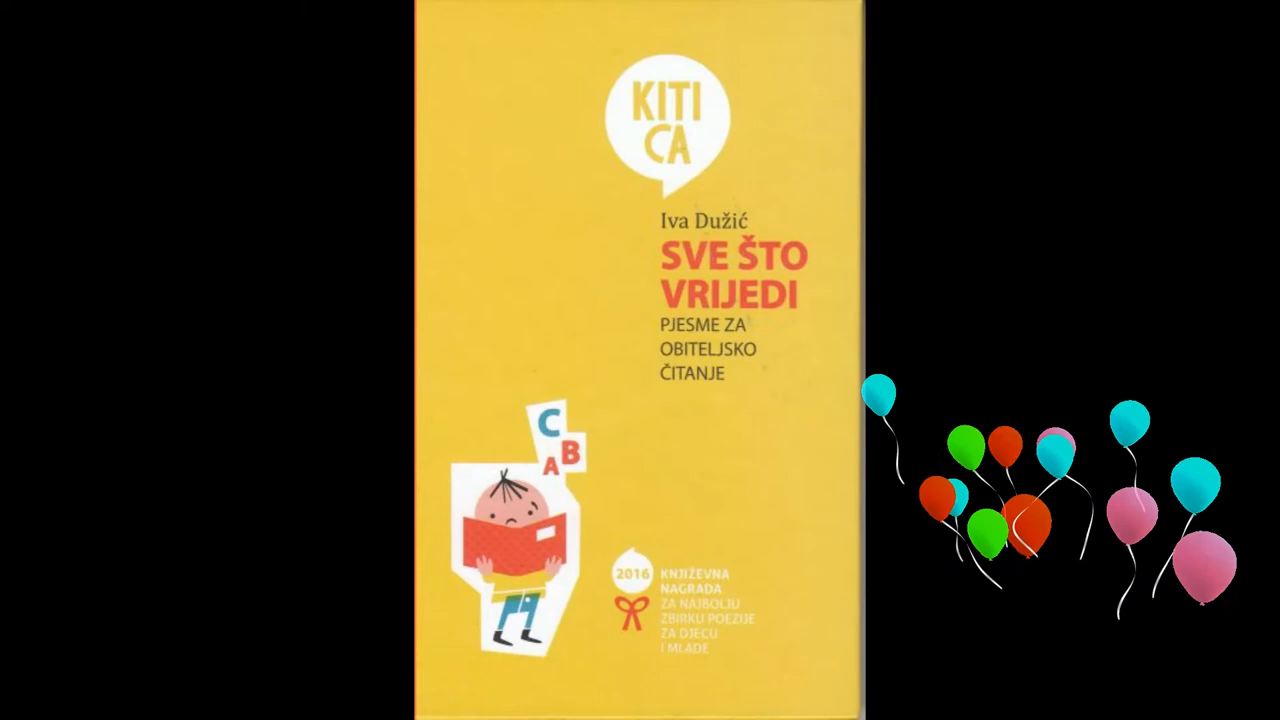 KITI
CA
Iva Dužić
SVE ŠTO
VRIJEDI
PJESME ZA
OBITELJSKO
ČITANJE
C
B
A
2016
KNJIŽEVNA
NAGRADA
ZA NAJBOLJU
ZBIRKU POEZIJE
ZA DJECU
I MLADE